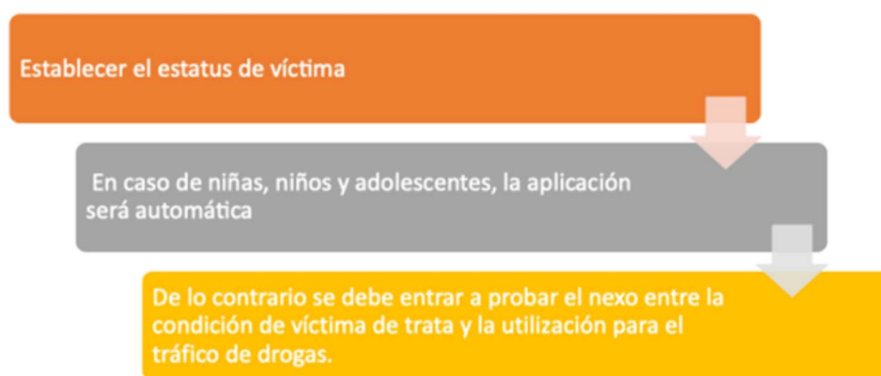 Establecer el estatus de víctima
En caso de niñas, niños y adolescentes, la aplicación
será automática
De lo contrario se debe entrar a probar el nexo entre la
condición de víctima de trata y la utilización para el
tráfico de drogas.